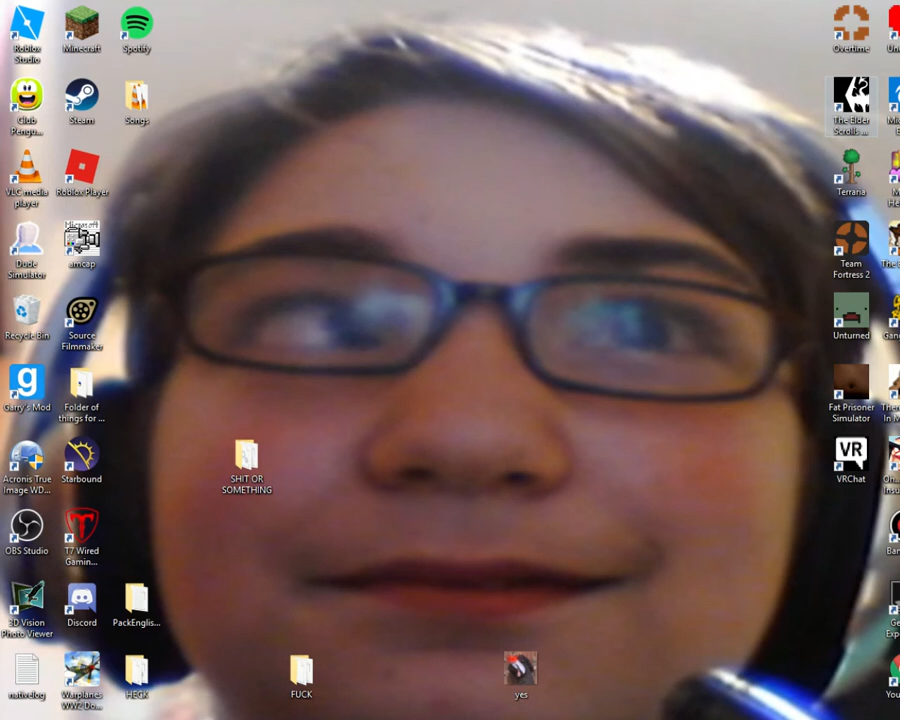 Roblox
Studio
Minecraft
Spotify
Overtime
Club
Pengu...
Steam
Songs
The Elder
Scrolls ...
VLC media
player
Roblox Player
Terraria
Microsoft
Dude
Simulator
amcap
Team
Fortress 2
Recycle Bin
Source
Filmmaker
Unturned
g
Garry's Mod
Folder of
things for ...
Fat Prisoner
Simulator
Acronis True
Image WD...
Starbound
SHIT OR
SOMETHING
VR
VRChat
OBS Studio
T7 Wired
Gamin...
3D Vision
Photo Viewer
Discord
PackEnglis...
nativelog
Warplanes
WW2 Do...
HECK
FUCK
yes